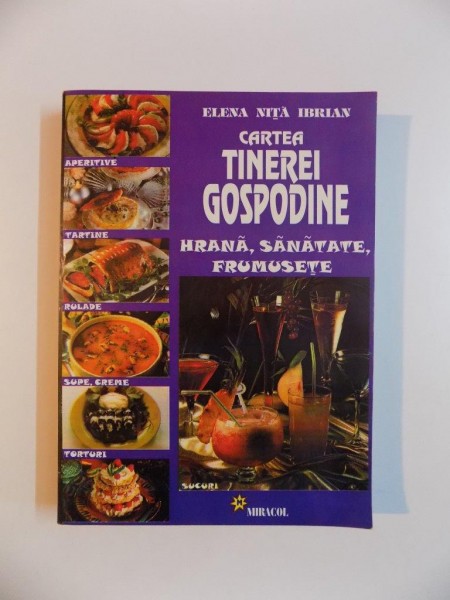 ELENA NIȚĂ IBRIAN
CARTEA
TINEREI
GOSPODINE
HRANĂ, SĂNĂTATE,
FRUMUSEȚE
APERITIVE
TARTINE
RULADE
SUPE, CREME
TORTURI
SUCURI
MIRACOL